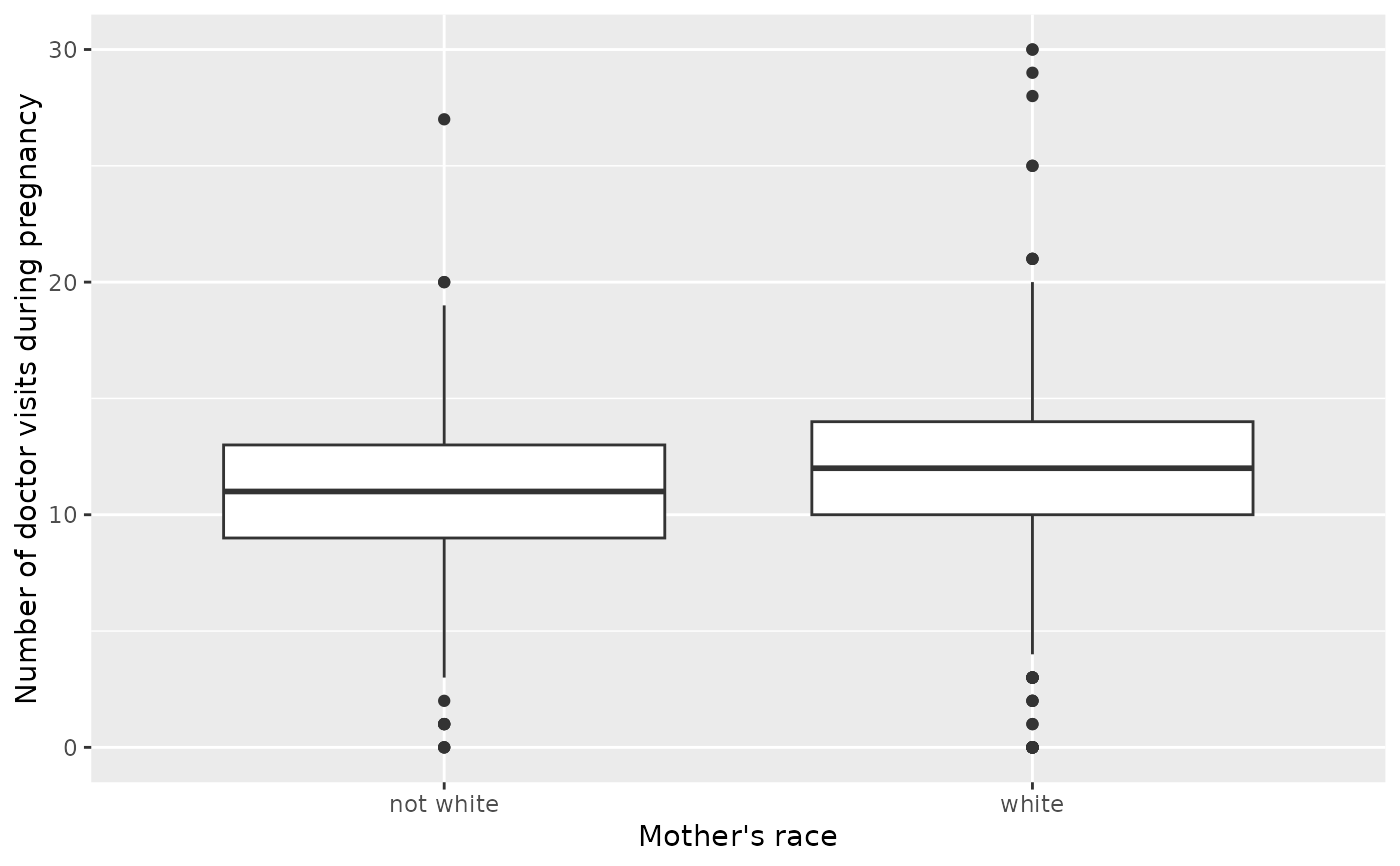 Number of doctor visits during pregnancy
30
20
10
0
not white
white
Mother's race